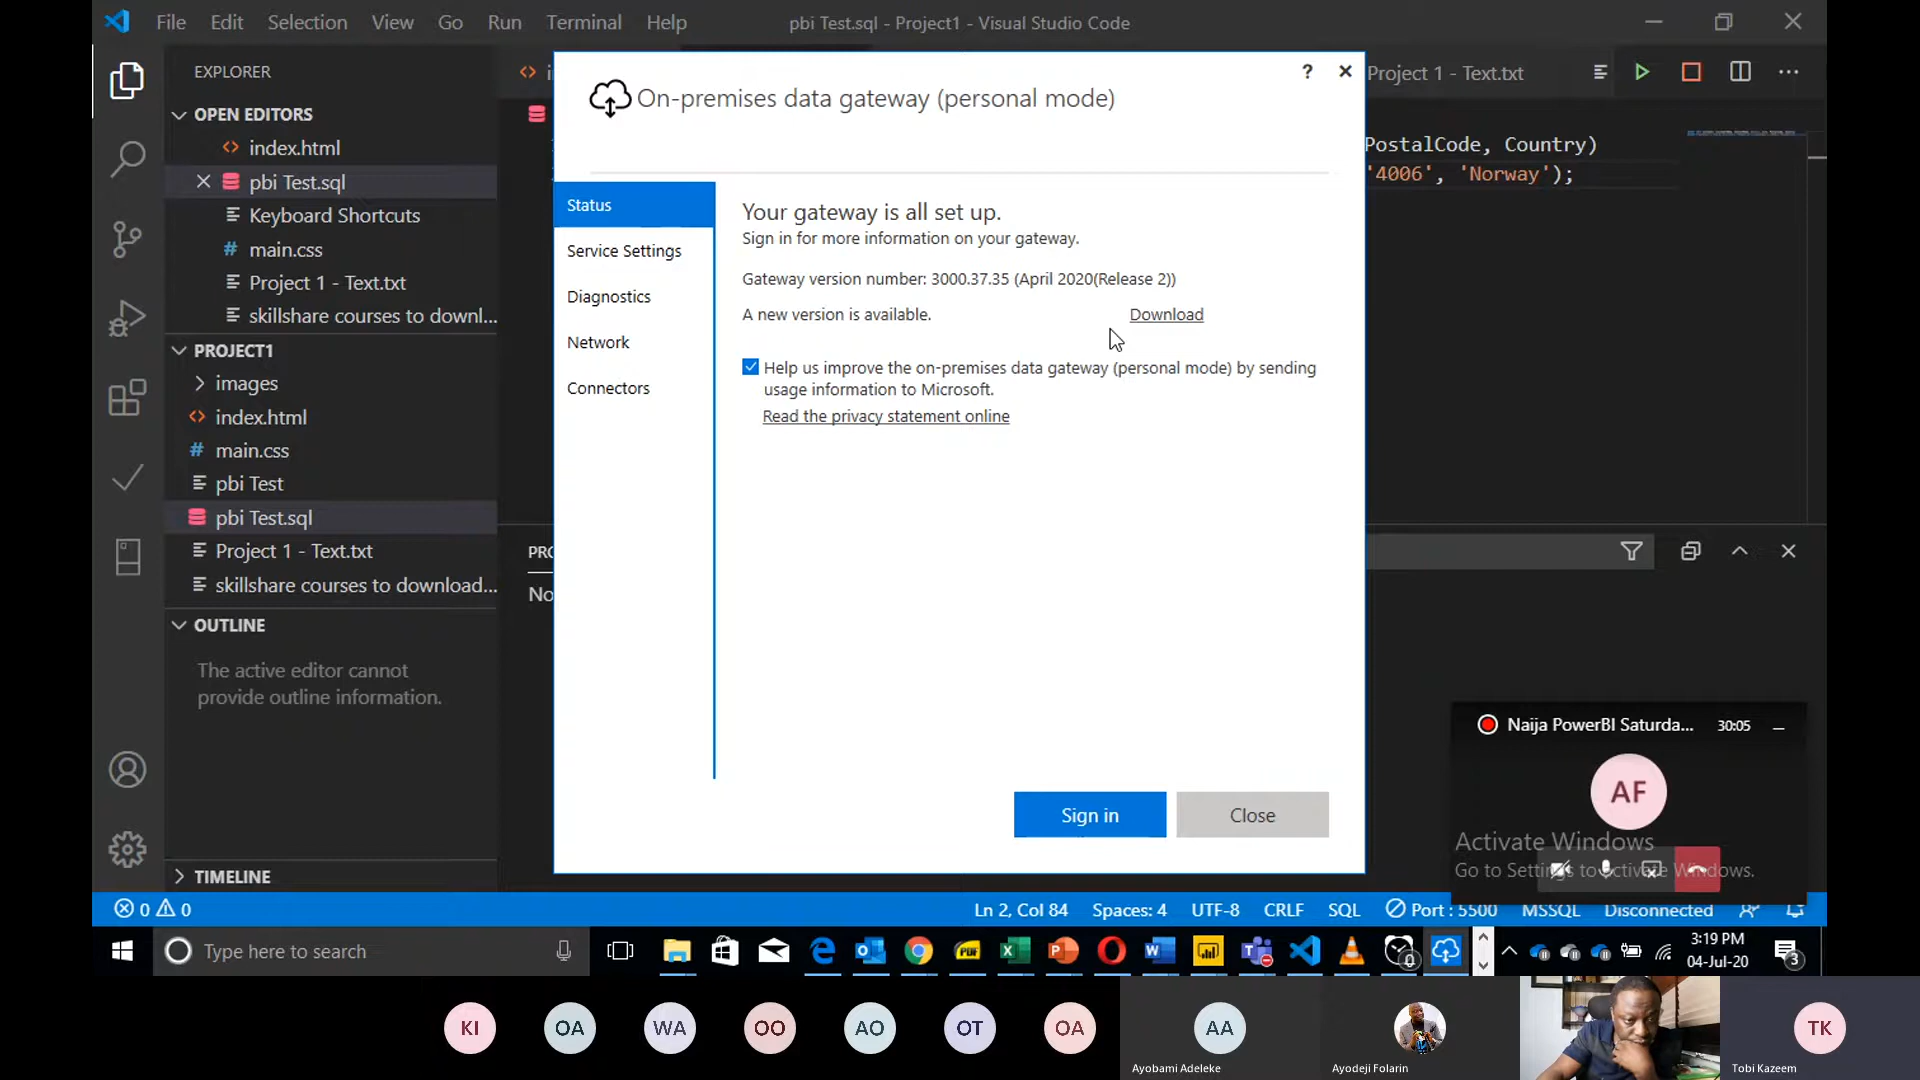 File Edit Selection View Go Run Terminal Help
pbi Test.sql - Project1 - Visual Studio Code
EXPLORER
OPEN EDITORS
index.html
pbi Test.sql
Keyboard Shortcuts
main.css
Project 1 - Text.txt
skillshare courses to downl...
PROJECT1
images
index.html
main.css
pbi Test
pbi Test.sql
Project 1 - Text.txt
skillshare courses to download...
OUTLINE
The active editor cannot
provide outline information.
TIMELINE
Project 1 - Text.txt
PostalCode, Country)
'4006', 'Norway');
On-premises data gateway (personal mode)
? ×
Status
Service Settings
Diagnostics
Network
Connectors
Your gateway is all set up.
Sign in for more information on your gateway.
Gateway version number: 3000.37.35 (April 2020(Release 2))
A new version is available. Download
Help us improve the on-premises data gateway (personal mode) by sending
usage information to Microsoft.
Read the privacy statement online
Sign in Close
PRO
No
Naija PowerBI Saturda... 30:05
AF
Activate Windows
Go to Settings to activate Windows.
0 0
Ln 2, Col 84 Spaces: 4 UTF-8 CRLF SQL Port : 5500 MSSQL Disconnected
Type here to search
3:19 PM
04-Jul-20
3
KI OA WA OO AO OT OA AA TK
Ayobami Adeleke Ayodeji Folarin Tobi Kazeem